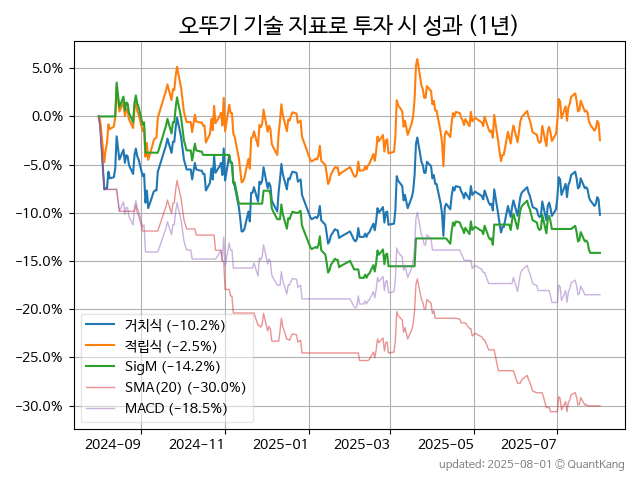 오뚜기 기술 지표로 투자 시 성과 (1년)
5.0%
0.0%
−5.0%
−10.0%
−15.0%
−20.0%
−25.0%
−30.0%
거치식 (−10.2%)
적립식 (−2.5%)
SigM (−14.2%)
SMA(20) (−30.0%)
MACD (−18.5%)
2024-09 2024-11 2025-01 2025-03 2025-05 2025-07
updated: 2025-08-01 © QuantKang